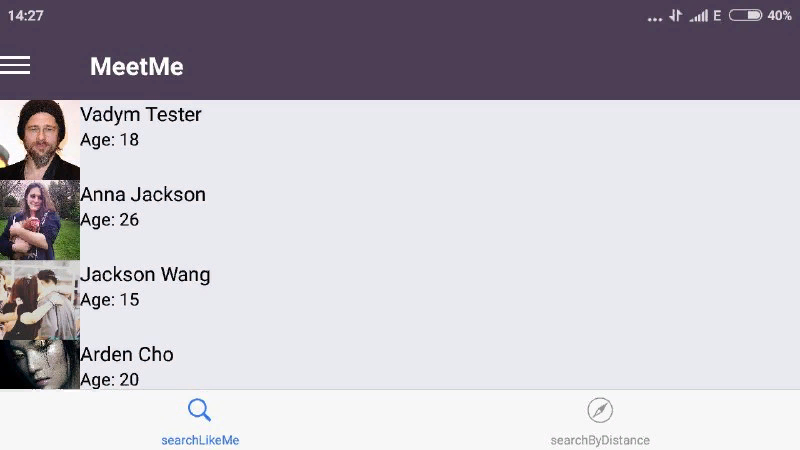 14:27
... E 40%
MeetMe
Vadym Tester
Age: 18
Anna Jackson
Age: 26
Jackson Wang
Age: 15
Arden Cho
Age: 20
searchLikeMe
searchByDistance